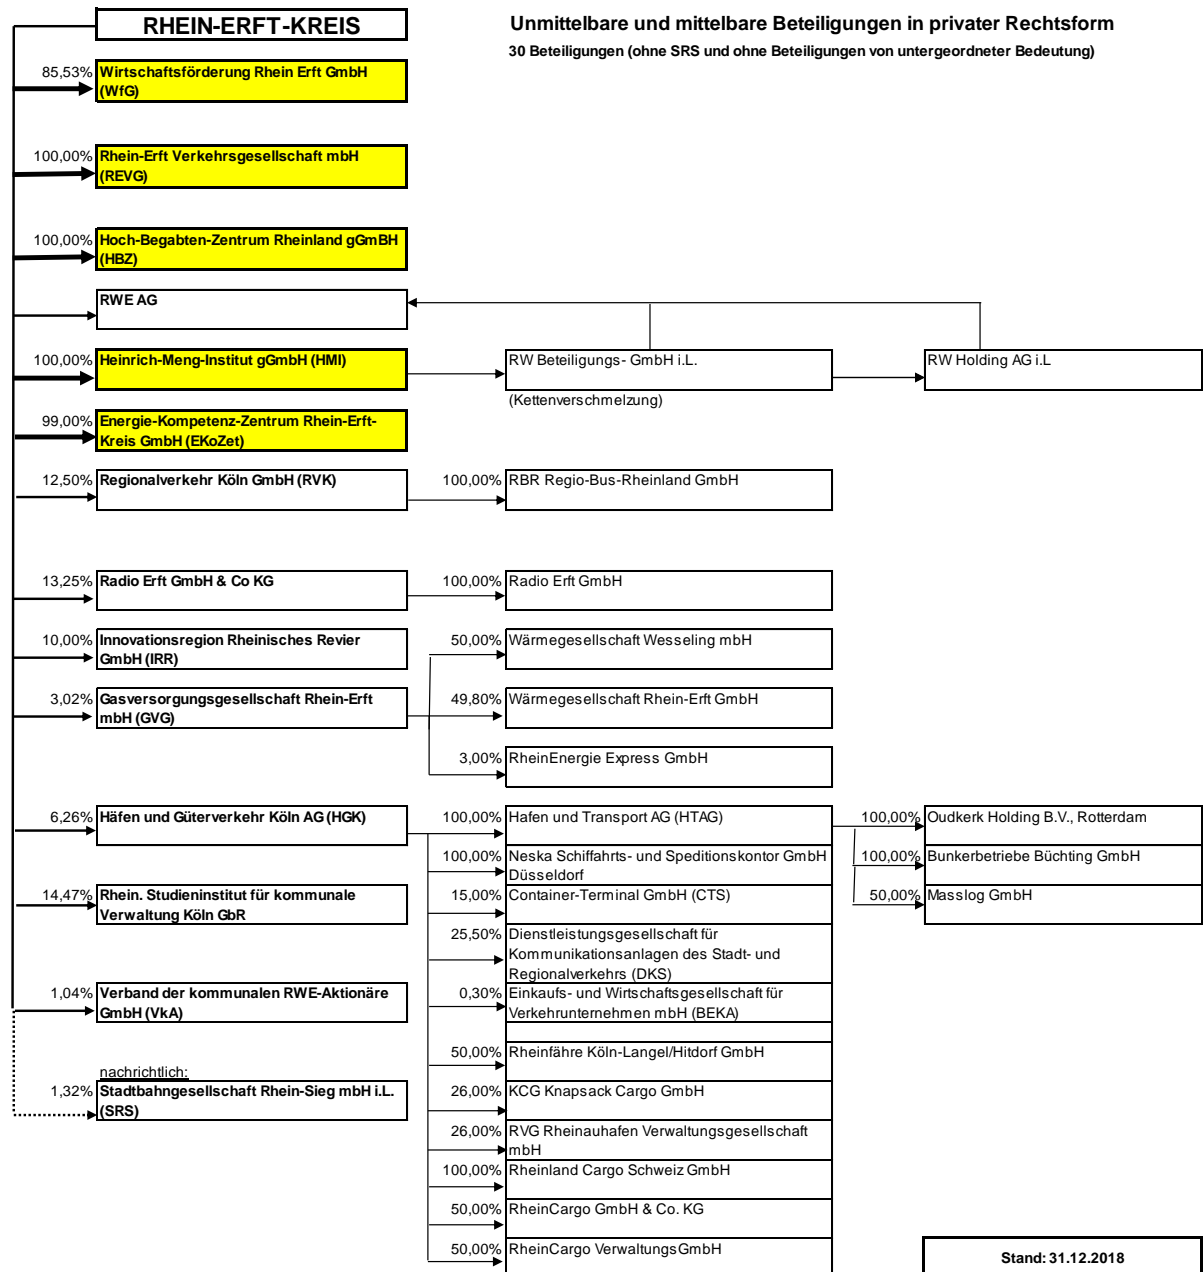 RHEIN-ERFT-KREIS
Unmittelbare und mittelbare Beteiligungen in privater Rechtsform
30 Beteiligungen (ohne SRS und ohne Beteiligungen von untergeordneter Bedeutung)
85,53% Wirtschaftsförderung Rhein Erft GmbH
(WfG)
100,00% Rhein-Erft Verkehrsgesellschaft mbH
(REVG)
100,00% Hoch-Begabten-Zentrum Rheinland gGmBH
(HBZ)
RWE AG
100,00% Heinrich-Meng-Institut gGmbH (HMI)
RW Beteiligungs- GmbH i.L.
(Kettenverschmelzung)
RW Holding AG i.L
99,00% Energie-Kompetenz-Zentrum Rhein-Erft-
Kreis GmbH (EKoZet)
12,50% Regionalverkehr Köln GmbH (RVK)
100,00% RBR Regio-Bus-Rheinland GmbH
13,25% Radio Erft GmbH & Co KG
100,00% Radio Erft GmbH
10,00% Innovationsregion Rheinisches Revier
GmbH (IRR)
50,00% Wärmegesellschaft Wesseling mbH
3,02% Gasversorgungsgesellschaft Rhein-Erft
mbH (GVG)
49,80% Wärmegesellschaft Rhein-Erft GmbH
3,00% RheinEnergie Express GmbH
6,26% Häfen und Güterverkehr Köln AG (HGK)
100,00% Hafen und Transport AG (HTAG)
100,00% Oudkerk Holding B.V., Rotterdam
100,00% Neska Schiffahrts- und Speditionskontor GmbH
Düsseldorf
100,00% Bunkerbetriebe Büchting GmbH
14,47% Rhein. Studieninstitut für kommunale
Verwaltung Köln GbR
15,00% Container-Terminal GmbH (CTS)
50,00% Masslog GmbH
25,50% Dienstleistungsgesellschaft für
Kommunikationsanlagen des Stadt- und
Regionalverkehrs (DKS)
1,04% Verband der kommunalen RWE-Aktionäre
GmbH (VkA)
0,30% Einkaufs- und Wirtschaftsgesellschaft für
Verkehrunternehmen mbH (BEKA)
50,00% Rheinfähre Köln-Langel/Hitdorf GmbH
nachrichtlich:
1,32% Stadtbahngesellschaft Rhein-Sieg mbH i.L.
(SRS)
26,00% KCG Knapsack Cargo GmbH
26,00% RVG Rheinauhafen Verwaltungsgesellschaft
mbH
100,00% Rheinland Cargo Schweiz GmbH
50,00% RheinCargo GmbH & Co. KG
50,00% RheinCargo VerwaltungsGmbH
Stand: 31.12.2018